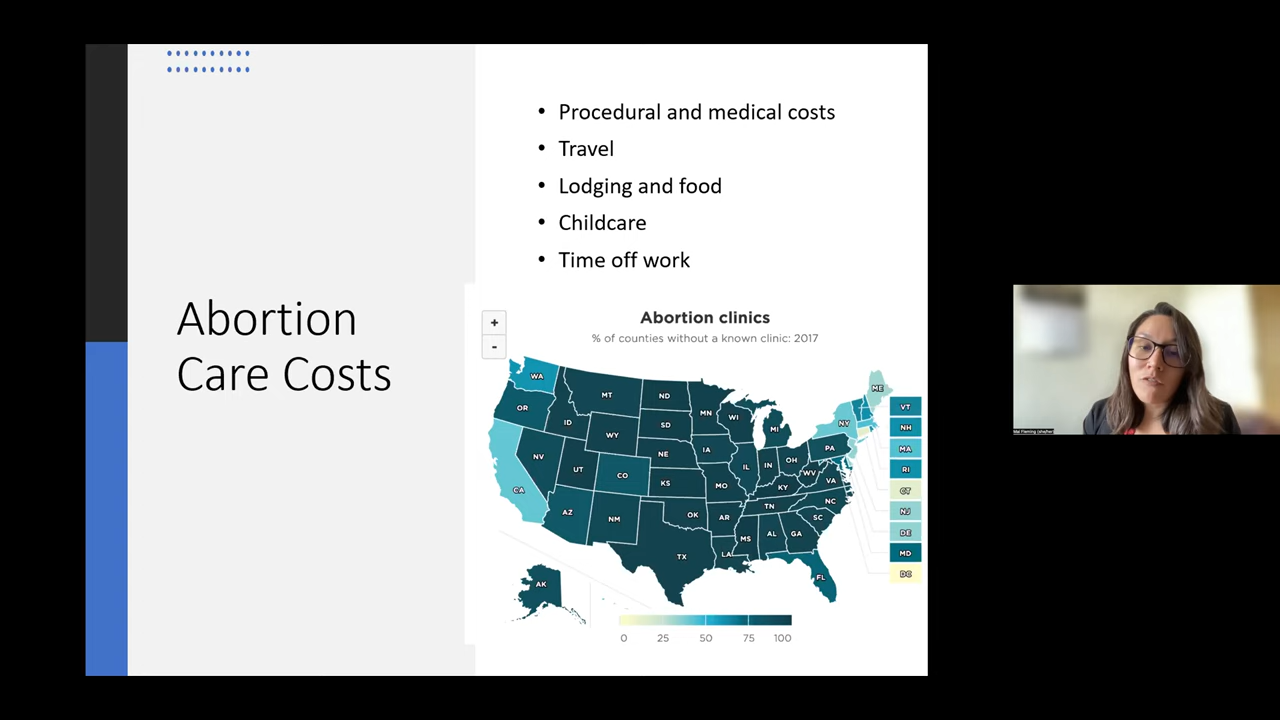 • Procedural and medical costs
• Travel
• Lodging and food
• Childcare
• Time off work
Abortion
Care Costs
Abortion clinics
% of counties without a known clinic: 2017
+
-
WA
MT
ND
ME
OR
ID
MN
VT
SD
WI
MI
NY
NH
WY
IA
PA
MA
NV
NE
OH
RI
UT
CO
IL
IN
WV
CA
KS
MO
KY
VA
CT
AZ
NM
OK
AR
TN
NC
NJ
SC
DE
TX
LA
MS
AL
GA
MD
AK
FL
DC
0 25 50 75 100